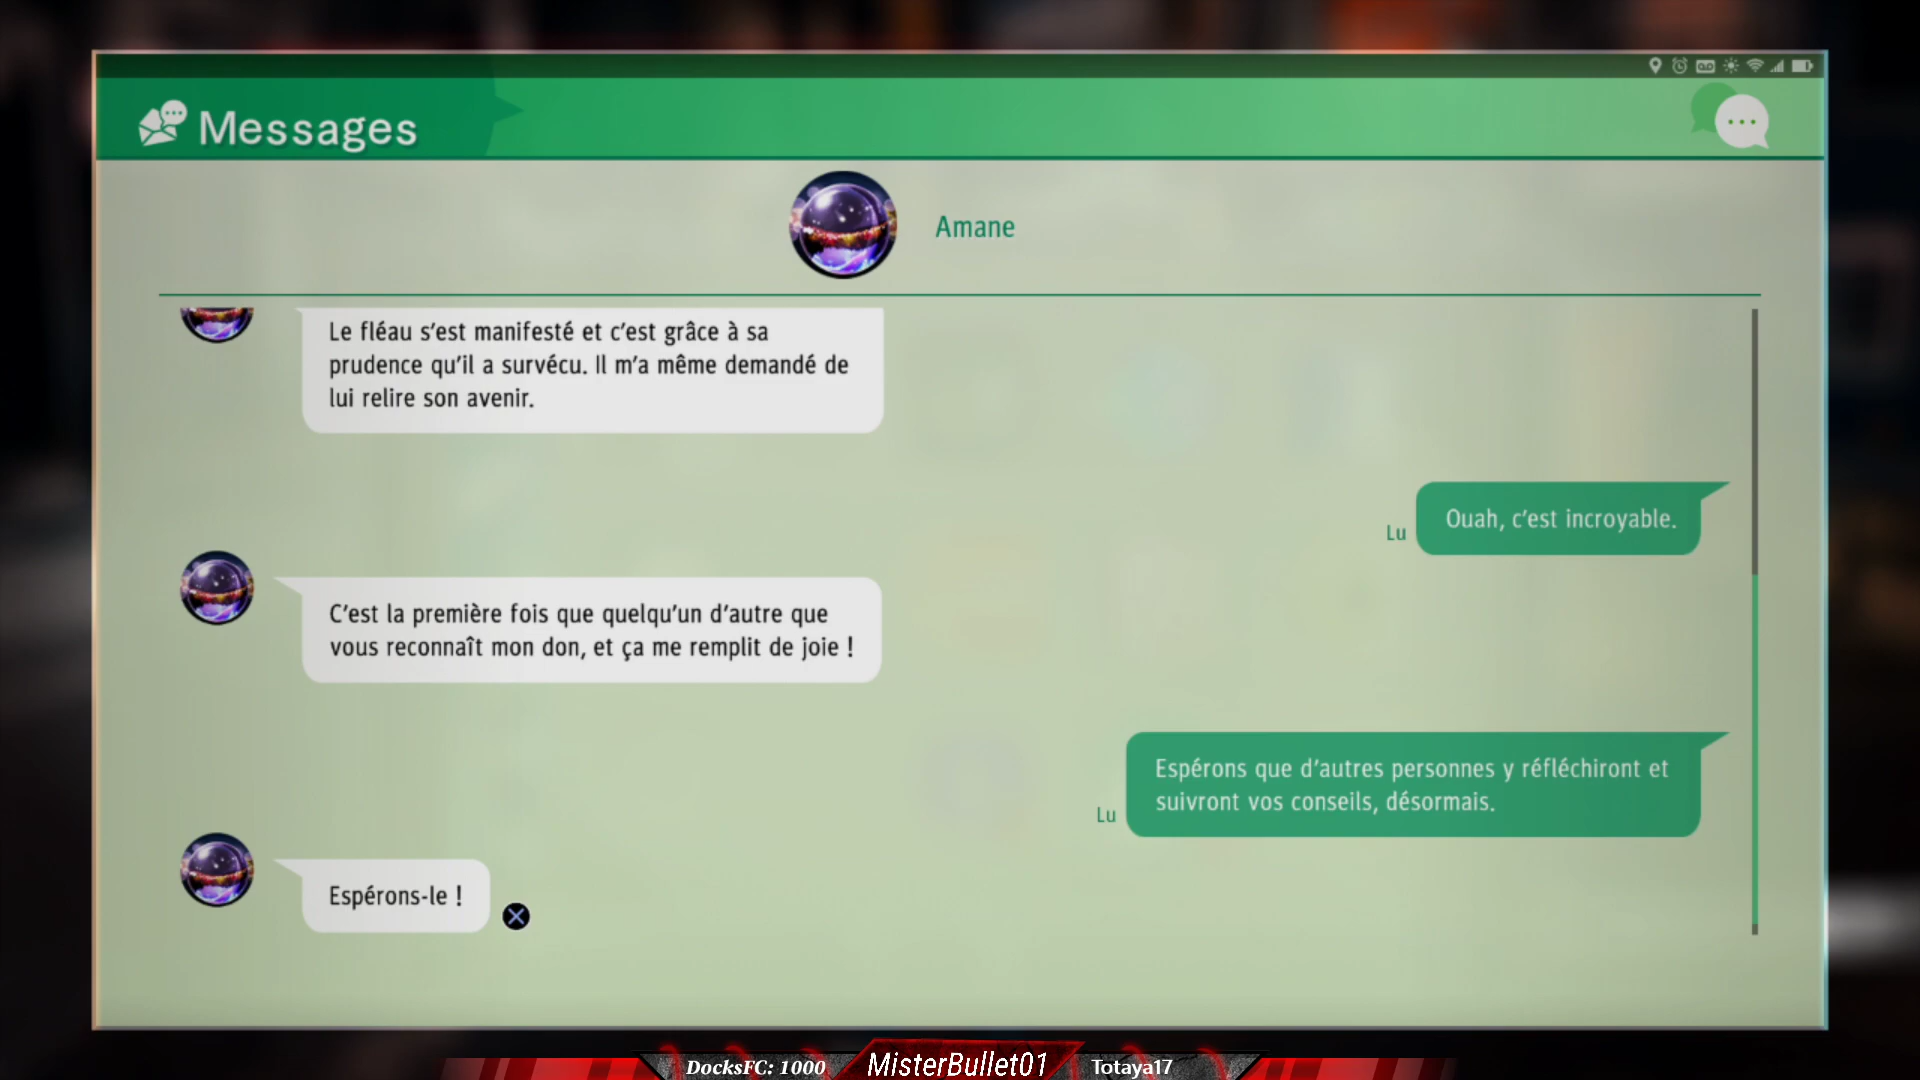 Messages
Amane
Le fléau s'est manifesté et c'est grâce à sa
prudence qu'il a survécu. Il m'a même demandé de
lui relire son avenir.
Lu
Ouah, c'est incroyable.
C'est la première fois que quelqu'un d'autre que
vous reconnaît mon don, et ça me remplit de joie !
Espérons que d'autres personnes y réfléchiront et
suivront vos conseils, désormais.
Lu
Espérons-le !
DocksFC: 1000
MisterBullet01
Totaya17